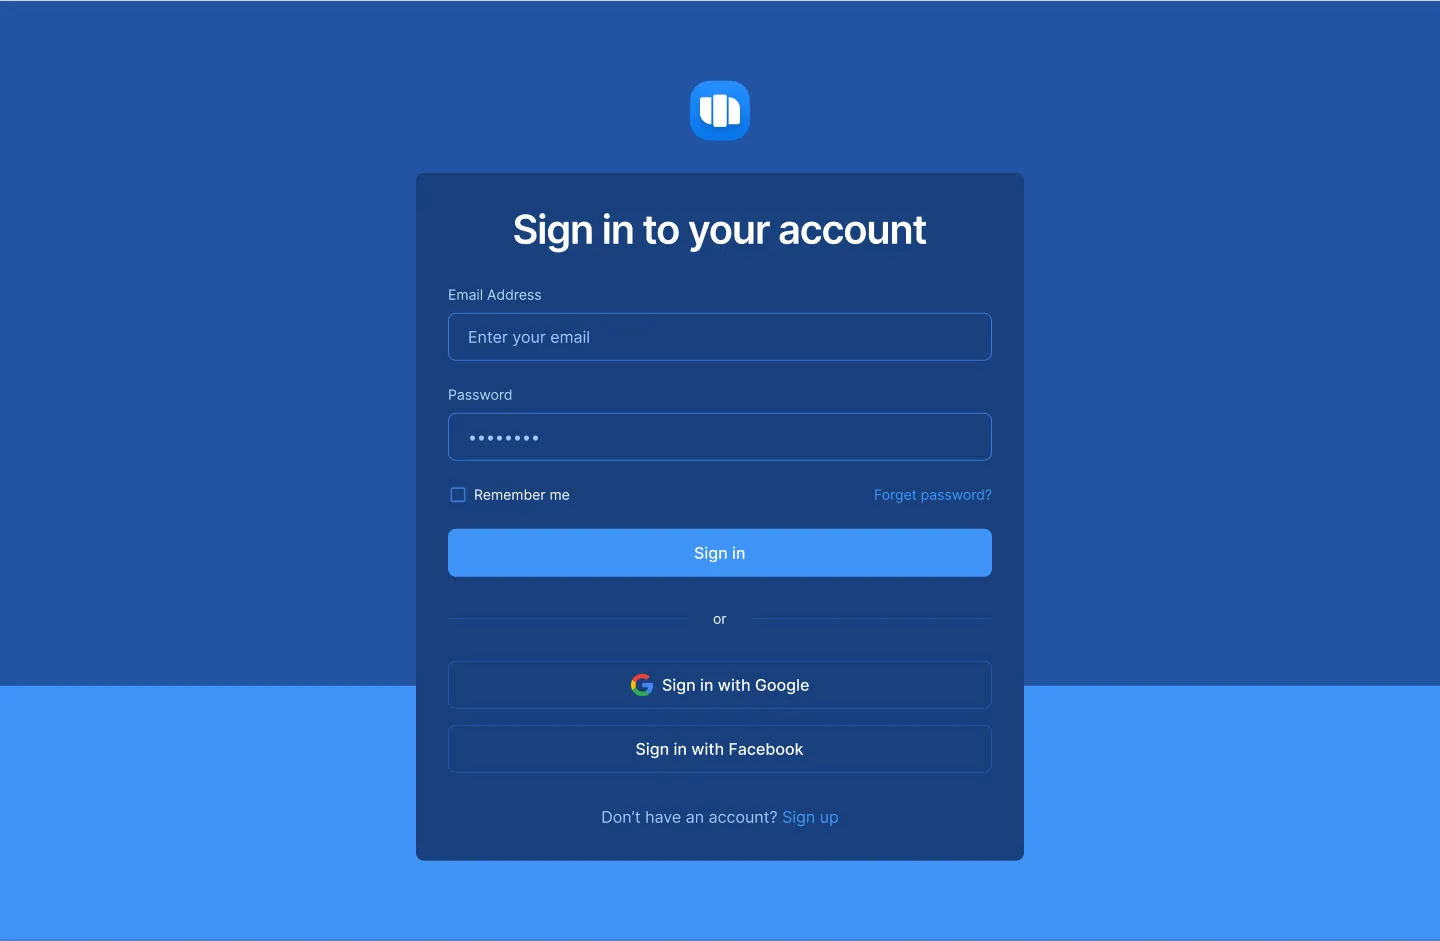 Sign in to your account
Email Address
Enter your email
Password
••••••••
Remember me
Forget password?
Sign in
or
Sign in with Google
Sign in with Facebook
Don’t have an account? Sign up